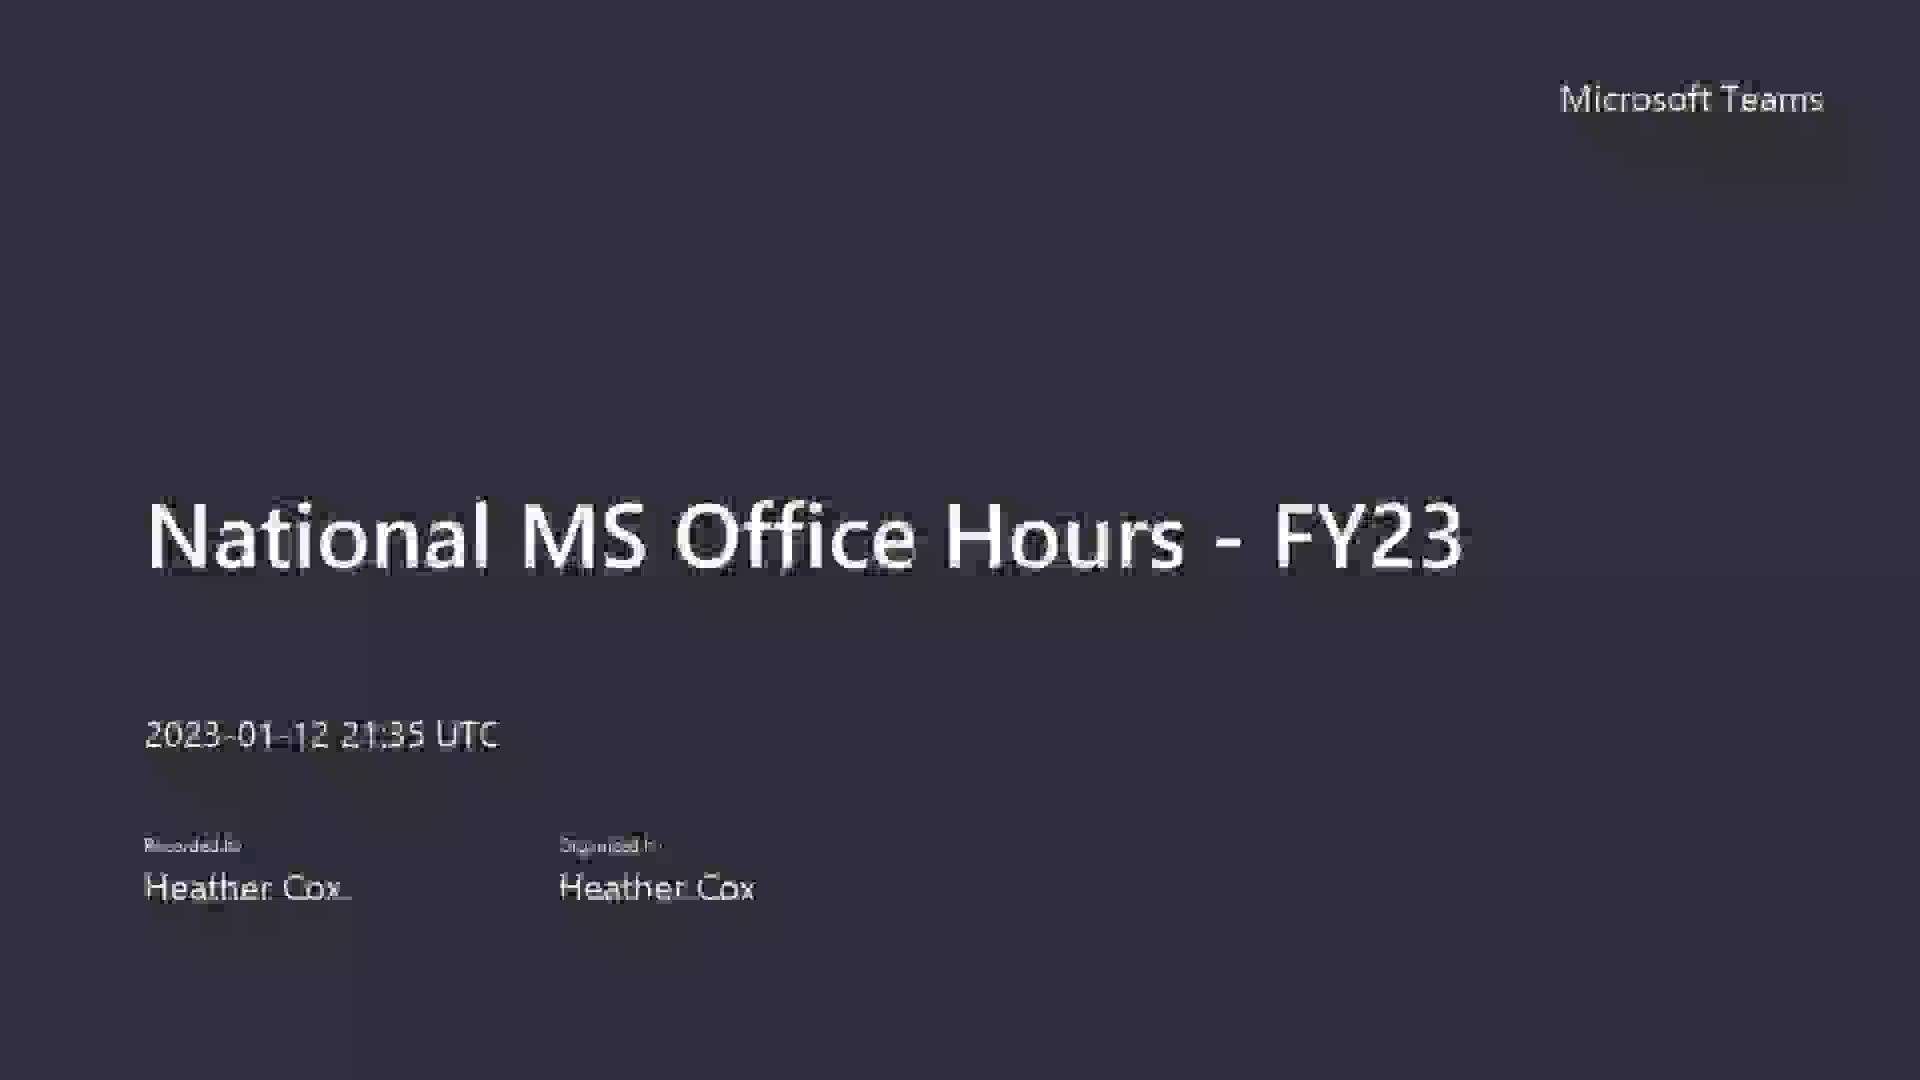 Microsoft Teams
National MS Office Hours - FY23
2023-01-12 21:35 UTC
Recorded by Organized by
Heather Cox Heather Cox